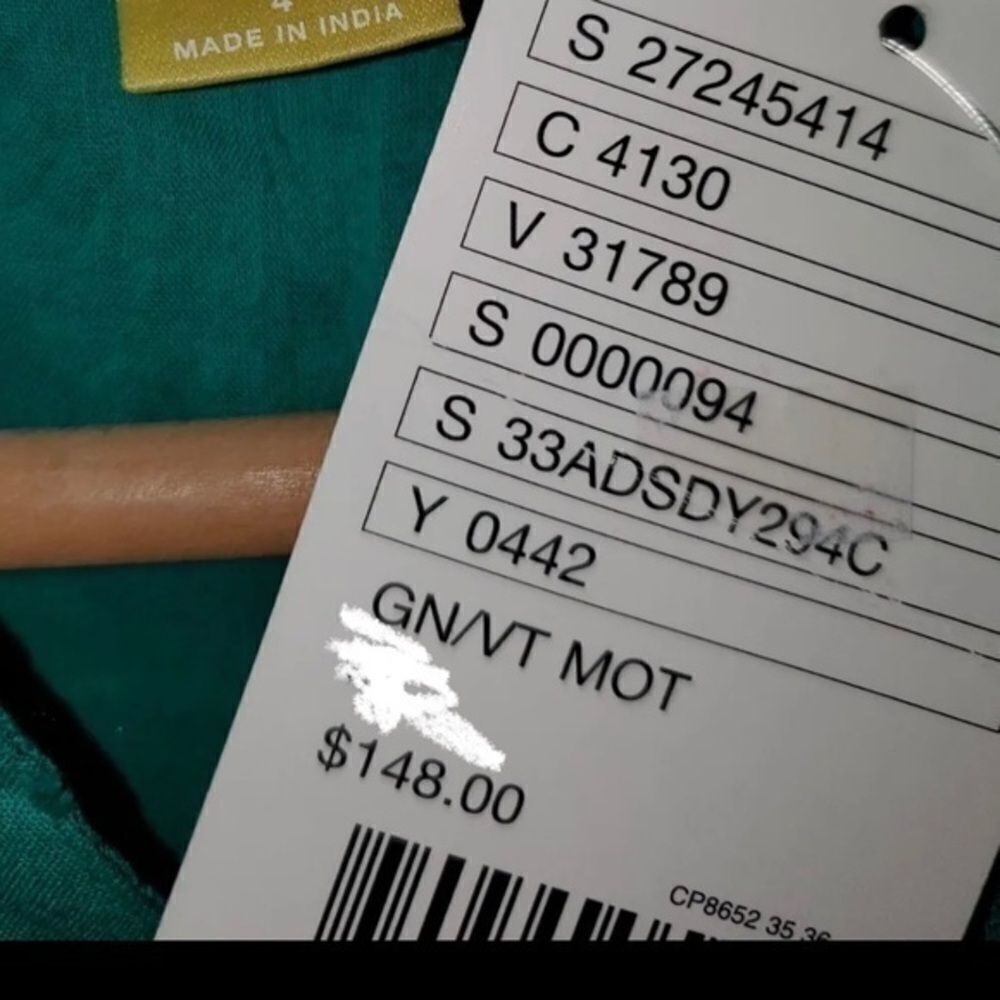 4
MADE IN INDIA
S 27245414
C 4130
V 31789
S 0000094
S 33ADSDY294C
Y 0442
GN/VT MOT
$148.00
CP8652 35 36